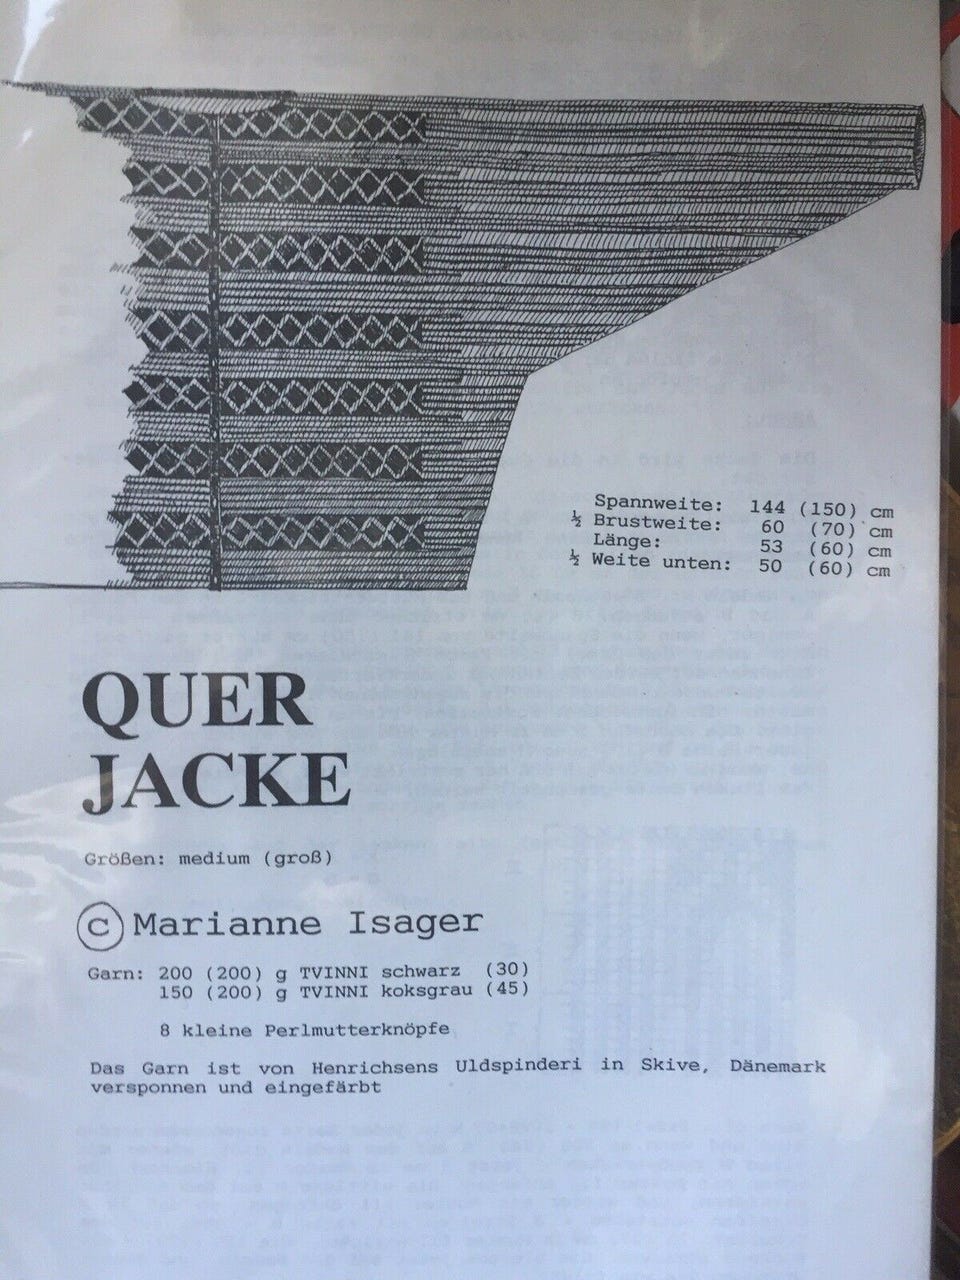 Spannweite: 144 (150) cm
½ Brustweite: 60 (70) cm
Länge: 53 (60) cm
½ Weite unten: 50 (60) cm
QUER
JACKE
Größen: medium (groß)
© Marianne Isager
Garn: 200 (200) g TVINNI schwarz (30)
150 (200) g TVINNI koksgrau (45)
8 kleine Perlmutterknöpfe
Das Garn ist von Henrichsens Uldspinderi in Skive, Dänemark
versponnen und eingefärbt